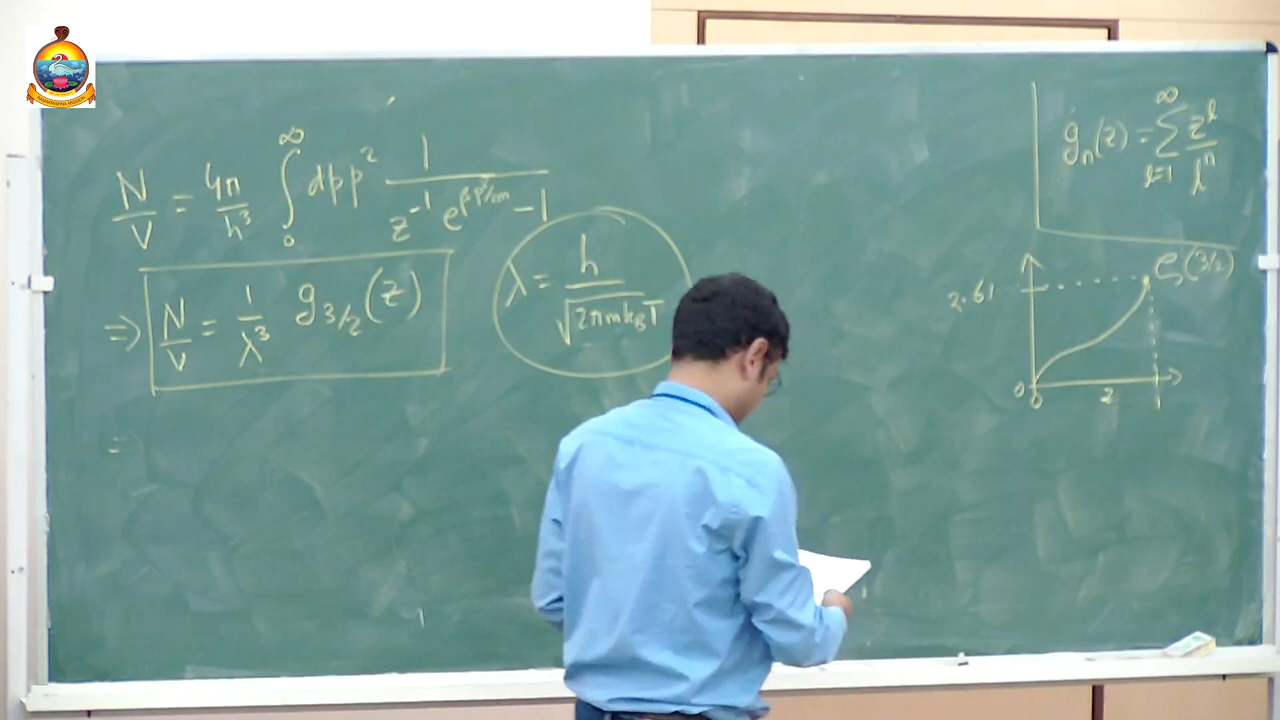 N/V = 4π/h³ ∫₀^∞ dp p² 1/(z⁻¹ e^{βp²/2m} - 1)
⇒ N/V = 1/λ³ g_{3/2}(z)
λ = h/√(2πmk_BT)
⇒
g_n(z) = ∑_{l=1}^∞ z^l/l^n
ζ(3/2)
2.61
0
z